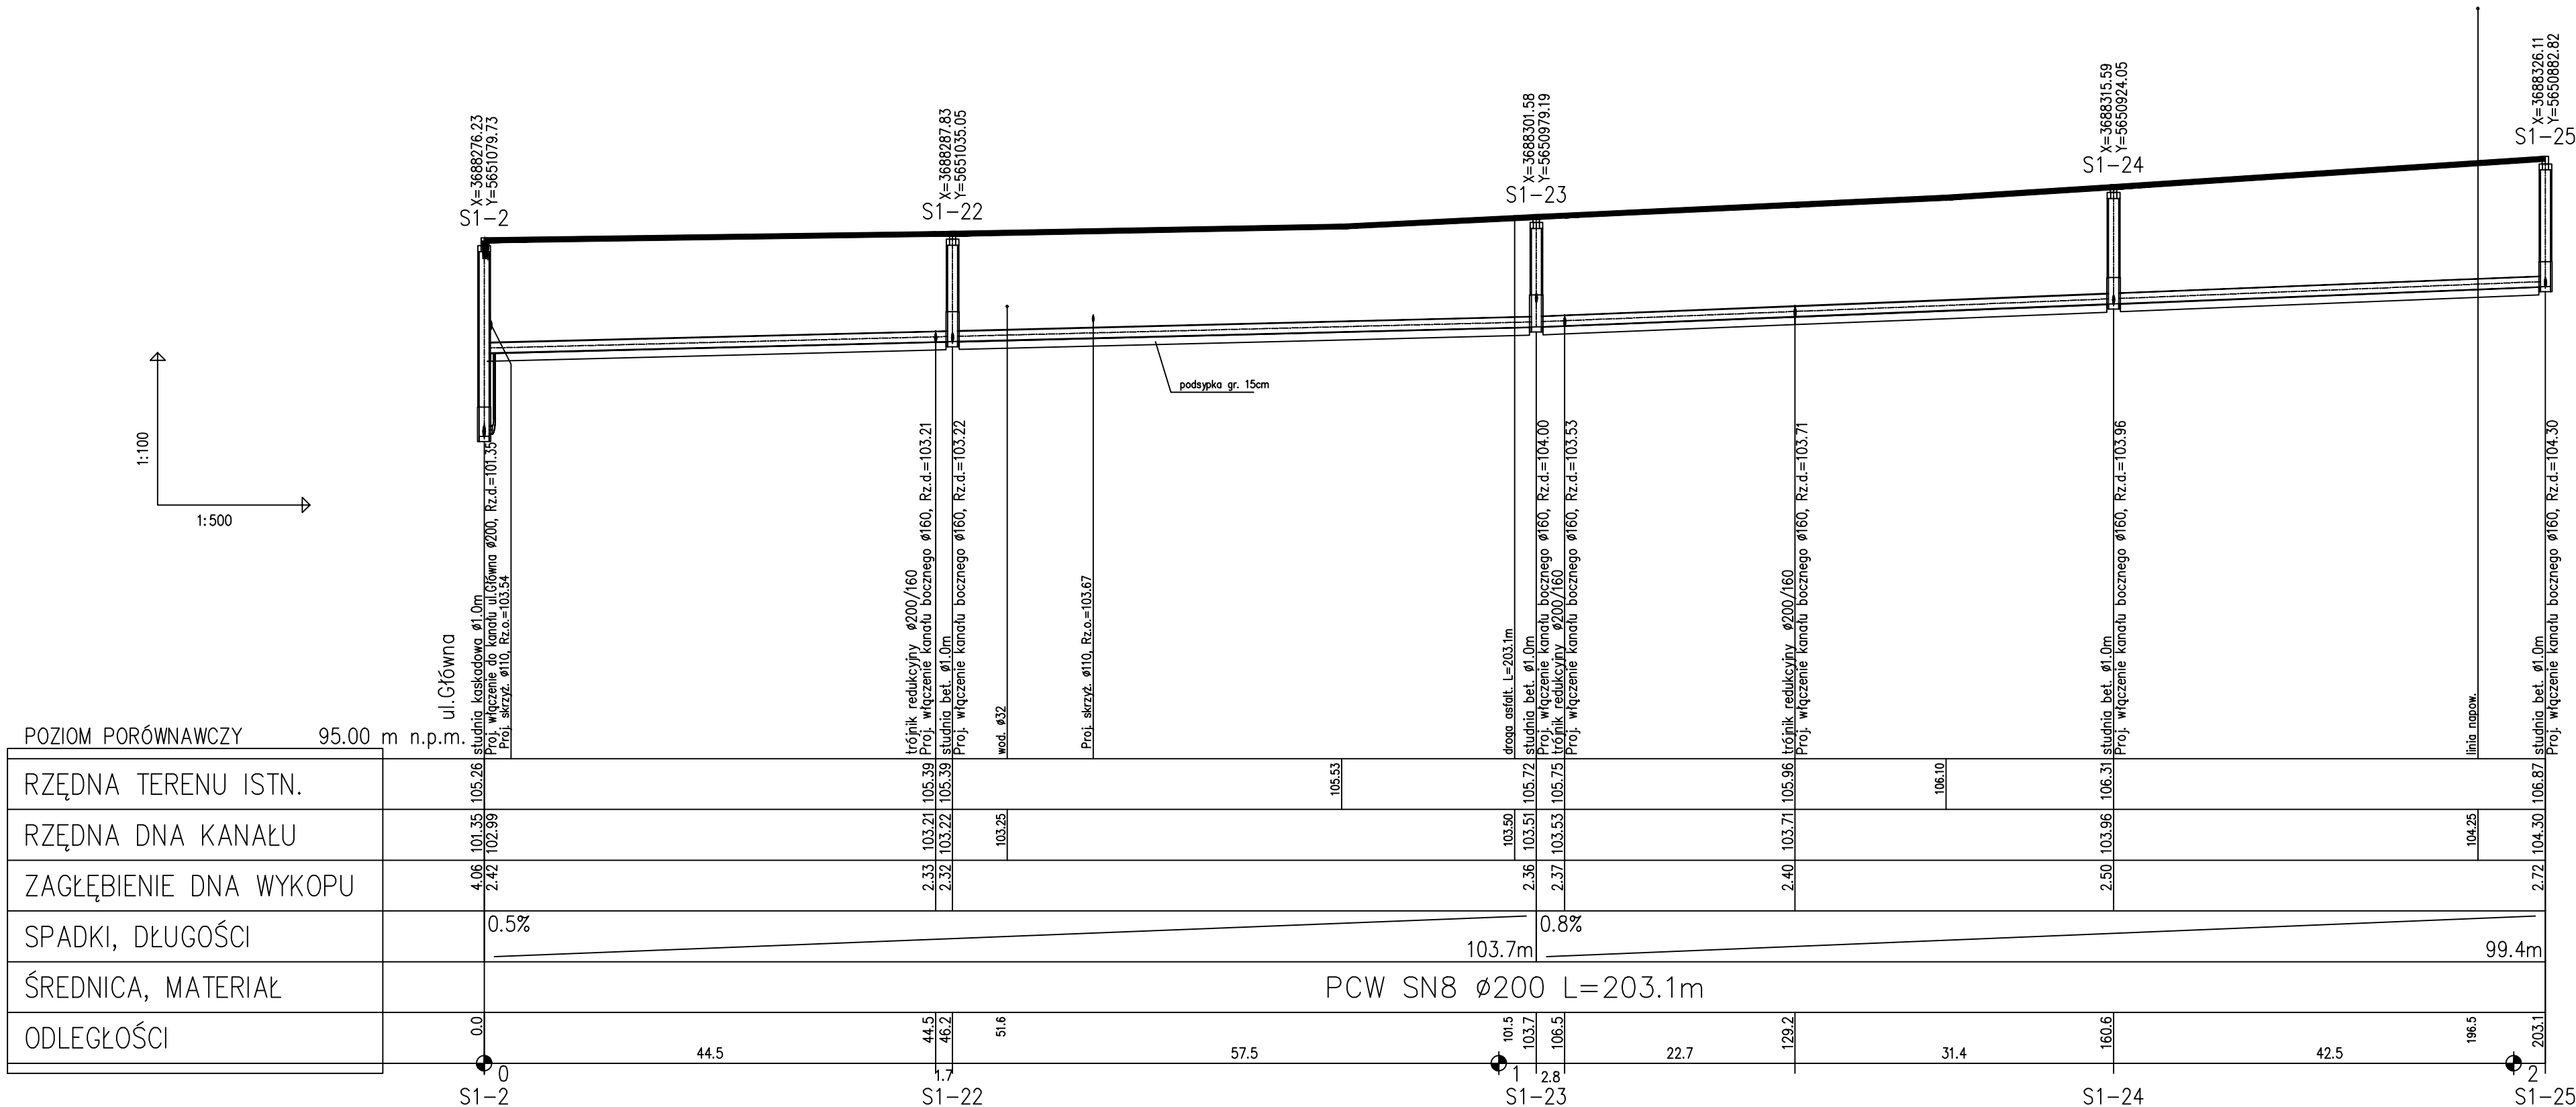 X=3688276.23
Y=5651079.73
S1-2
X=3688287.83
Y=5651035.05
S1-22
X=3688301.58
Y=5650979.19
S1-23
X=3688315.59
Y=5650924.05
S1-24
X=3688326.11
Y=5650882.82
S1-25
podsypka gr. 15cm
1:100
1:500
ul.Główna
studnia kaskadowa ø1.0m
Proj. włączenie do kanału ul.Główna ø200, Rz.d.=101.35
Proj. skrzyż. ø110, Rz.o.=103.54
trójnik redukcyjny ø200/160
Proj. włączenie kanału bocznego ø160, Rz.d.=103.21
studnia bet. ø1.0m
Proj. włączenie kanału bocznego ø160, Rz.d.=103.22
wod. ø32
Proj. skrzyż. ø110, Rz.o.=103.67
droga asfalt. L=203.1m
studnia bet. ø1.0m
Proj. włączenie kanału bocznego ø160, Rz.d.=104.00
trójnik redukcyjny ø200/160
Proj. włączenie kanału bocznego ø160, Rz.d.=103.53
trójnik redukcyjny ø200/160
Proj. włączenie kanału bocznego ø160, Rz.d.=103.71
studnia bet. ø1.0m
Proj. włączenie kanału bocznego ø160, Rz.d.=103.96
linia napow.
studnia bet. ø1.0m
Proj. włączenie kanału bocznego ø160, Rz.d.=104.30
POZIOM PORÓWNAWCZY 95.00 m n.p.m.
RZĘDNA TERENU ISTN. 105.26 105.39 105.39 105.53 105.72 105.75 105.96 106.10 106.31 106.87
RZĘDNA DNA KANAŁU 101.35 102.99 103.21 103.22 103.25 103.50 103.51 103.53 103.71 103.96 104.25 104.30
ZAGŁĘBIENIE DNA WYKOPU 4.06 2.42 2.33 2.32 2.36 2.37 2.40 2.50 2.72
SPADKI, DŁUGOŚCI 0.5% 103.7m 0.8% 99.4m
ŚREDNICA, MATERIAŁ PCW SN8 ø200 L=203.1m
ODLEGŁOŚCI 0.0 44.5 46.2 51.6 101.5 103.7 106.5 129.2 160.6 196.5 203.1
44.5 1.7 57.5 2.8 22.7 31.4 42.5
0 1 2
S1-2 S1-22 S1-23 S1-24 S1-25